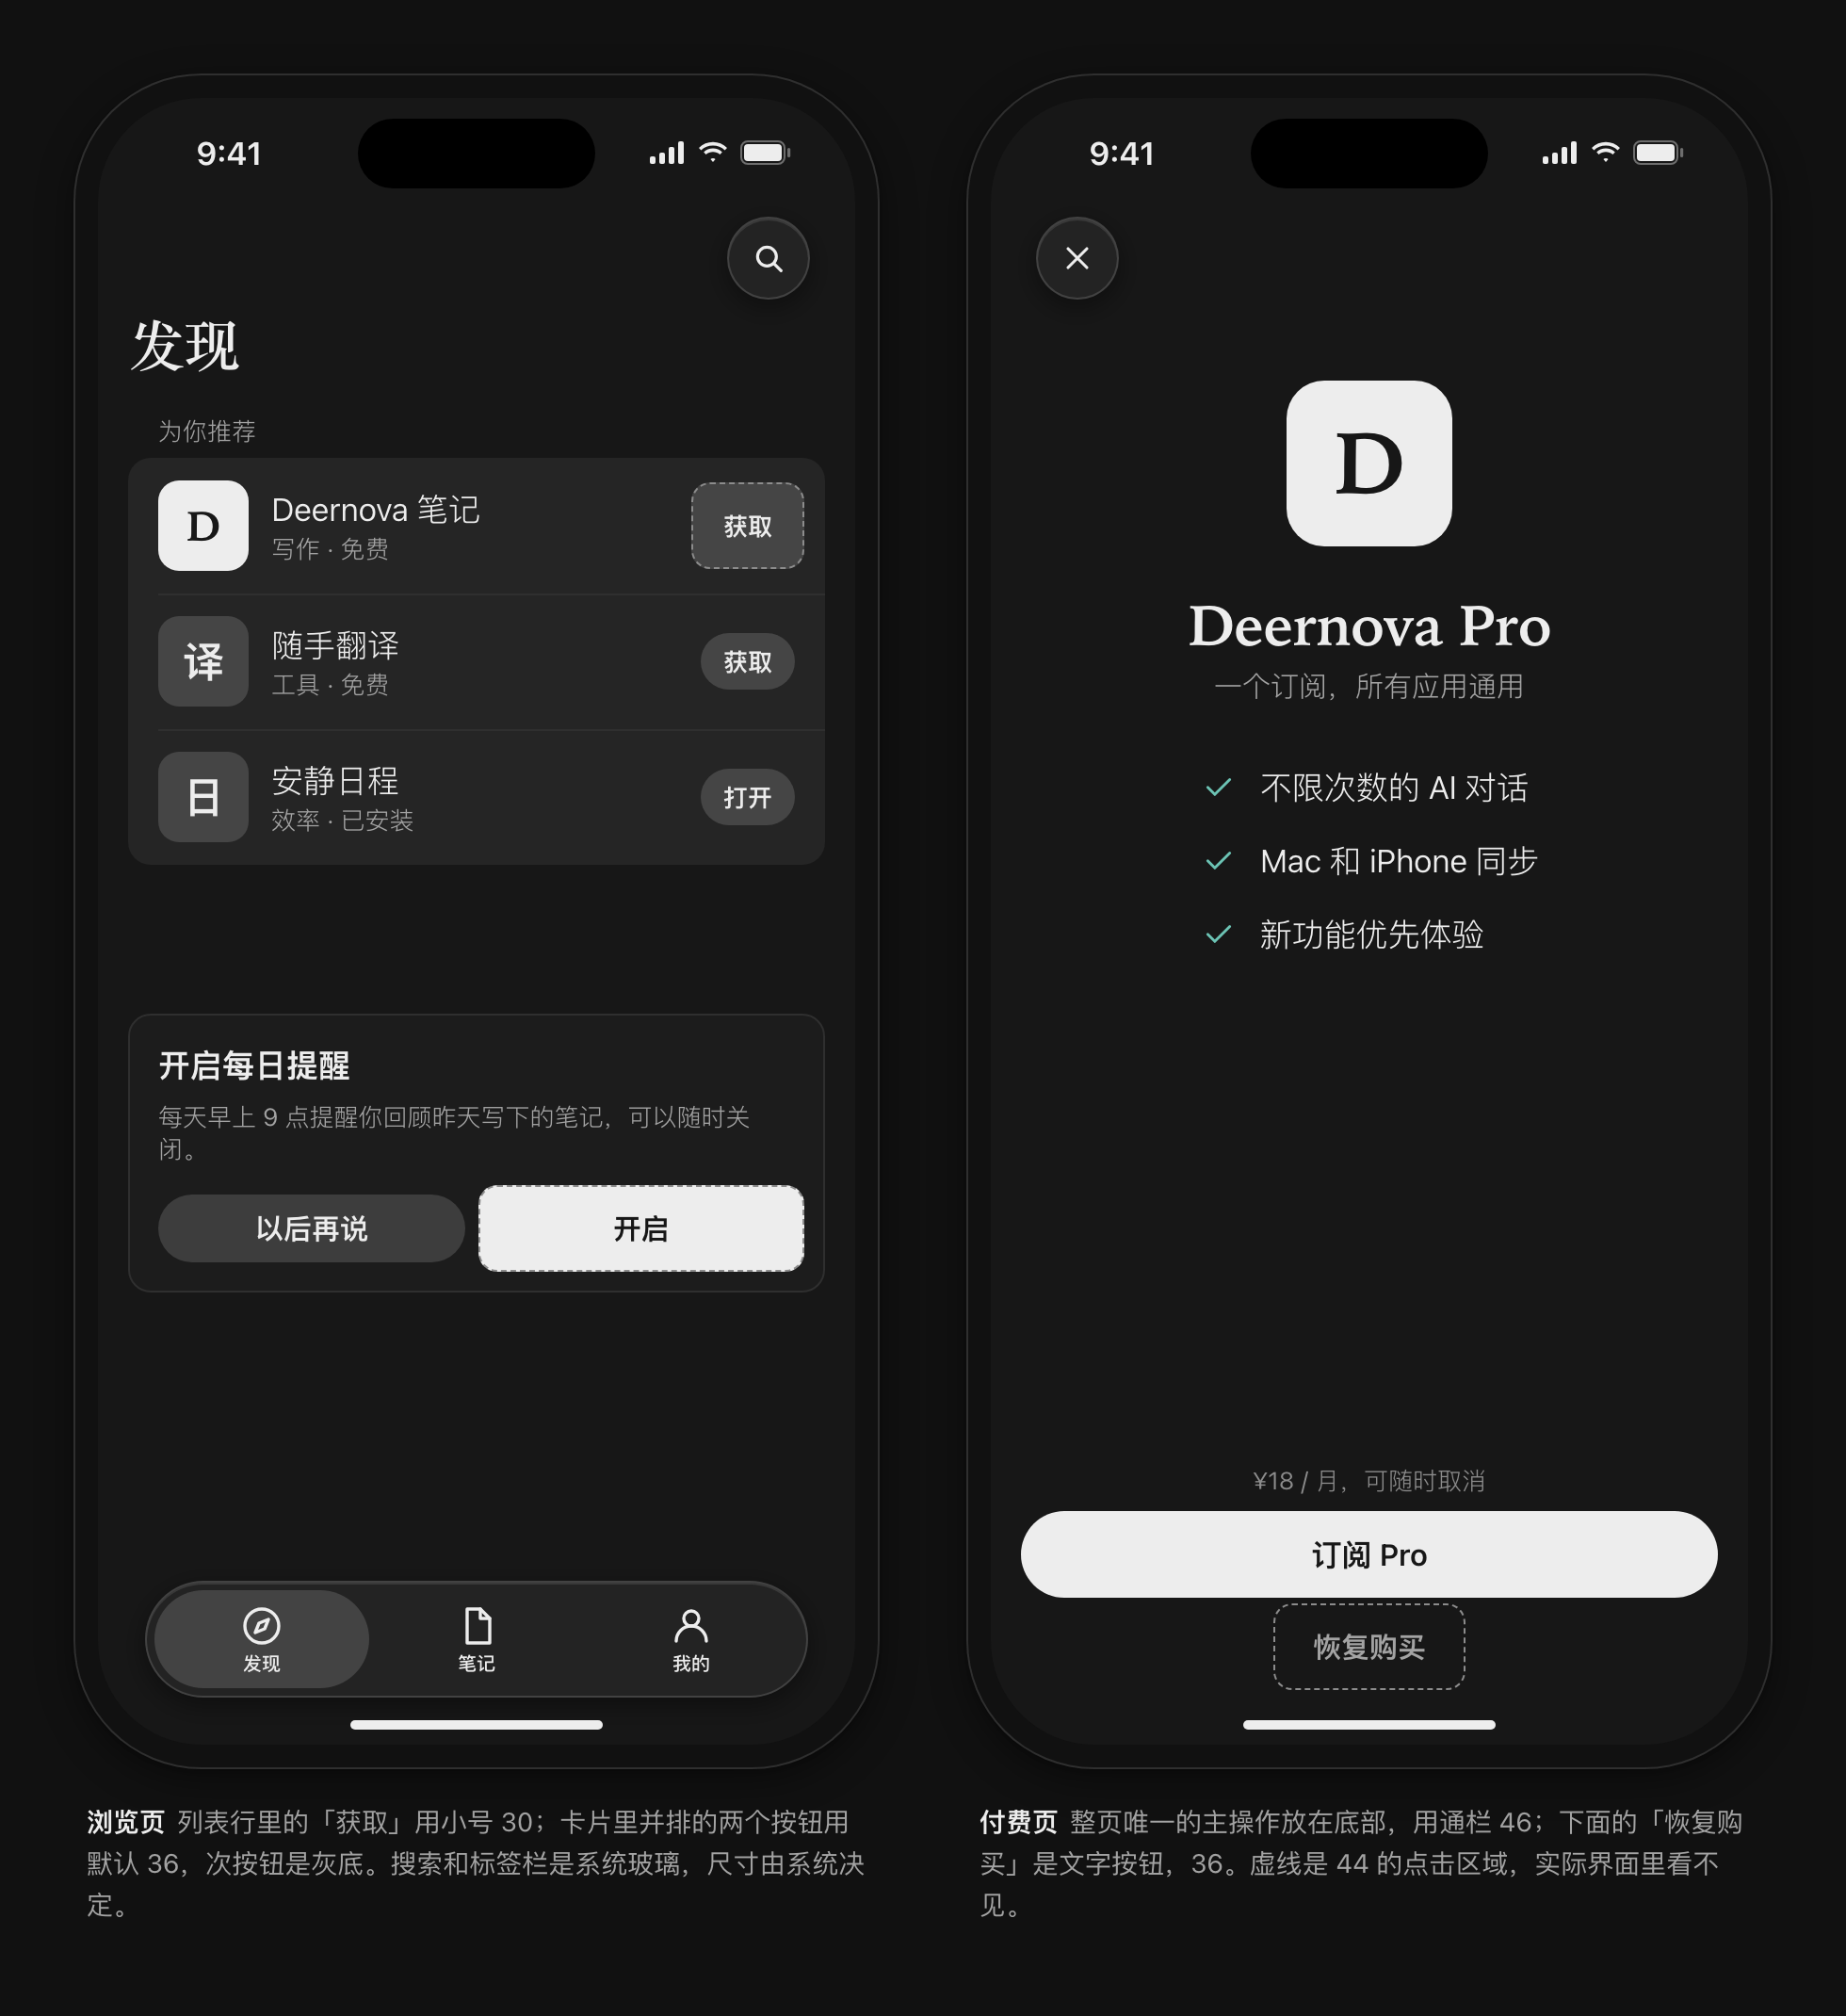 9:41
发现
为你推荐
D
Deernova 笔记
写作 · 免费
获取
译
随手翻译
工具 · 免费
获取
日
安静日程
效率 · 已安装
打开
开启每日提醒
每天早上 9 点提醒你回顾昨天写下的笔记，可以随时关
闭。
以后再说
开启
发现
笔记
我的
浏览页 列表行里的「获取」用小号 30；卡片里并排的两个按钮用
默认 36，次按钮是灰底。搜索和标签栏是系统玻璃，尺寸由系统决
定。
9:41
D
Deernova Pro
一个订阅，所有应用通用
不限次数的 AI 对话
Mac 和 iPhone 同步
新功能优先体验
¥18 / 月，可随时取消
订阅 Pro
恢复购买
付费页 整页唯一的主操作放在底部，用通栏 46；下面的「恢复购
买」是文字按钮，36。虚线是 44 的点击区域，实际界面里看不
见。